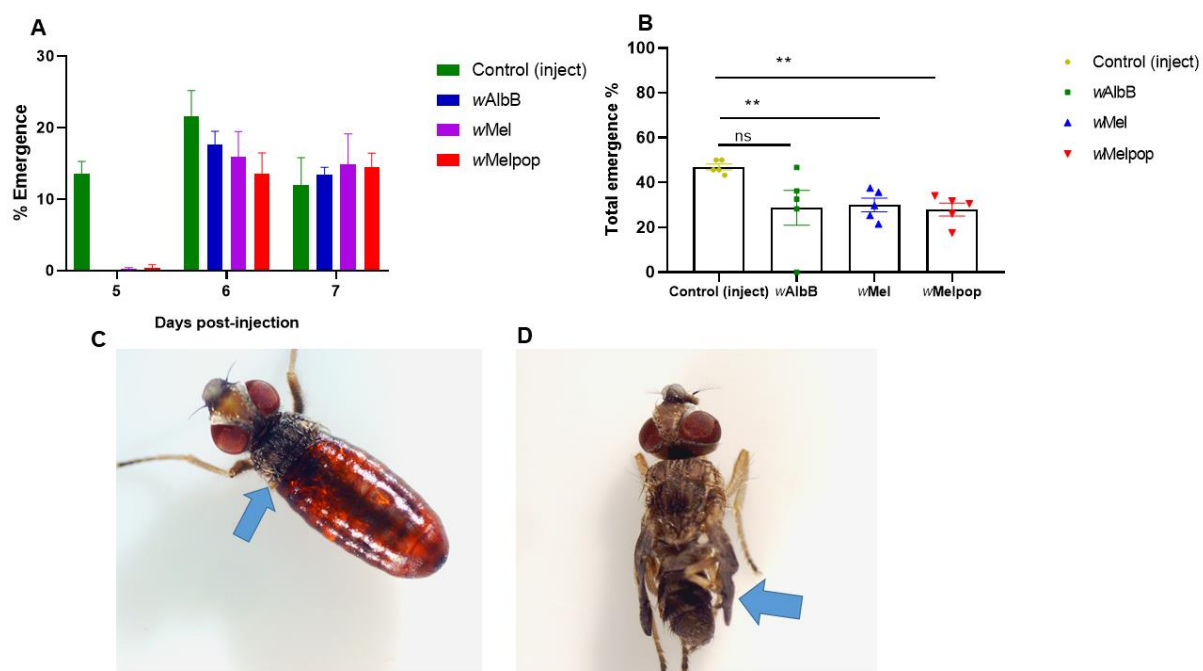 A
30
20
10
0
% Emergence
5
6
7
Days post-injection
Control (inject)
wAlbB
wMel
wMelpop
B
100
80
60
40
20
0
Total emergence %
**
**
ns
Control (inject)
wAlbB
wMel
wMelpop
Control (inject)
wAlbB
wMel
wMelpop
C
D